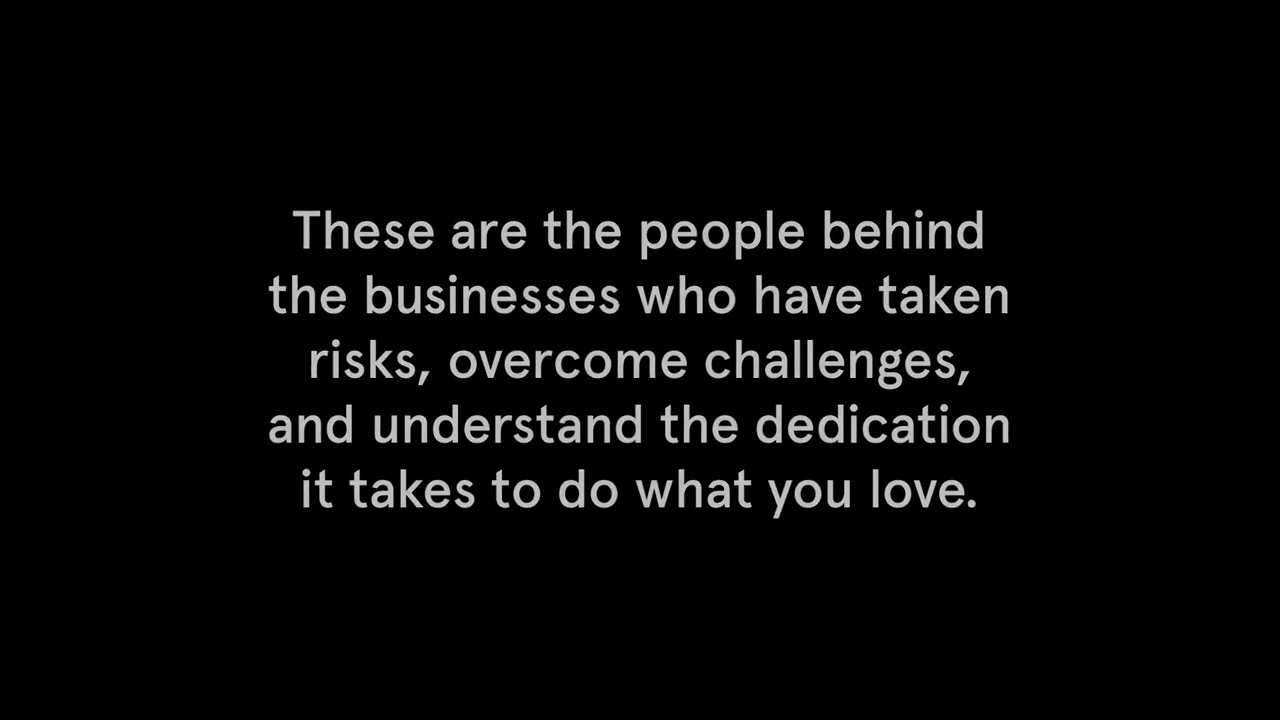 These are the people behind
the businesses who have taken
risks, overcome challenges,
and understand the dedication
it takes to do what you love.